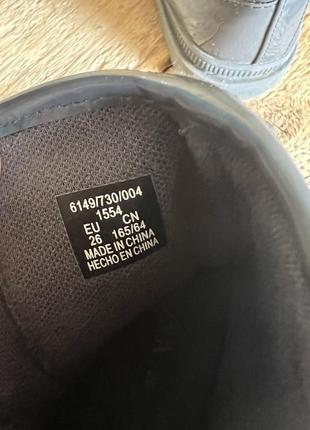 6149/730/004
1554
EU CN
26 165/64
MADE IN CHINA
HECHO EN CHINA